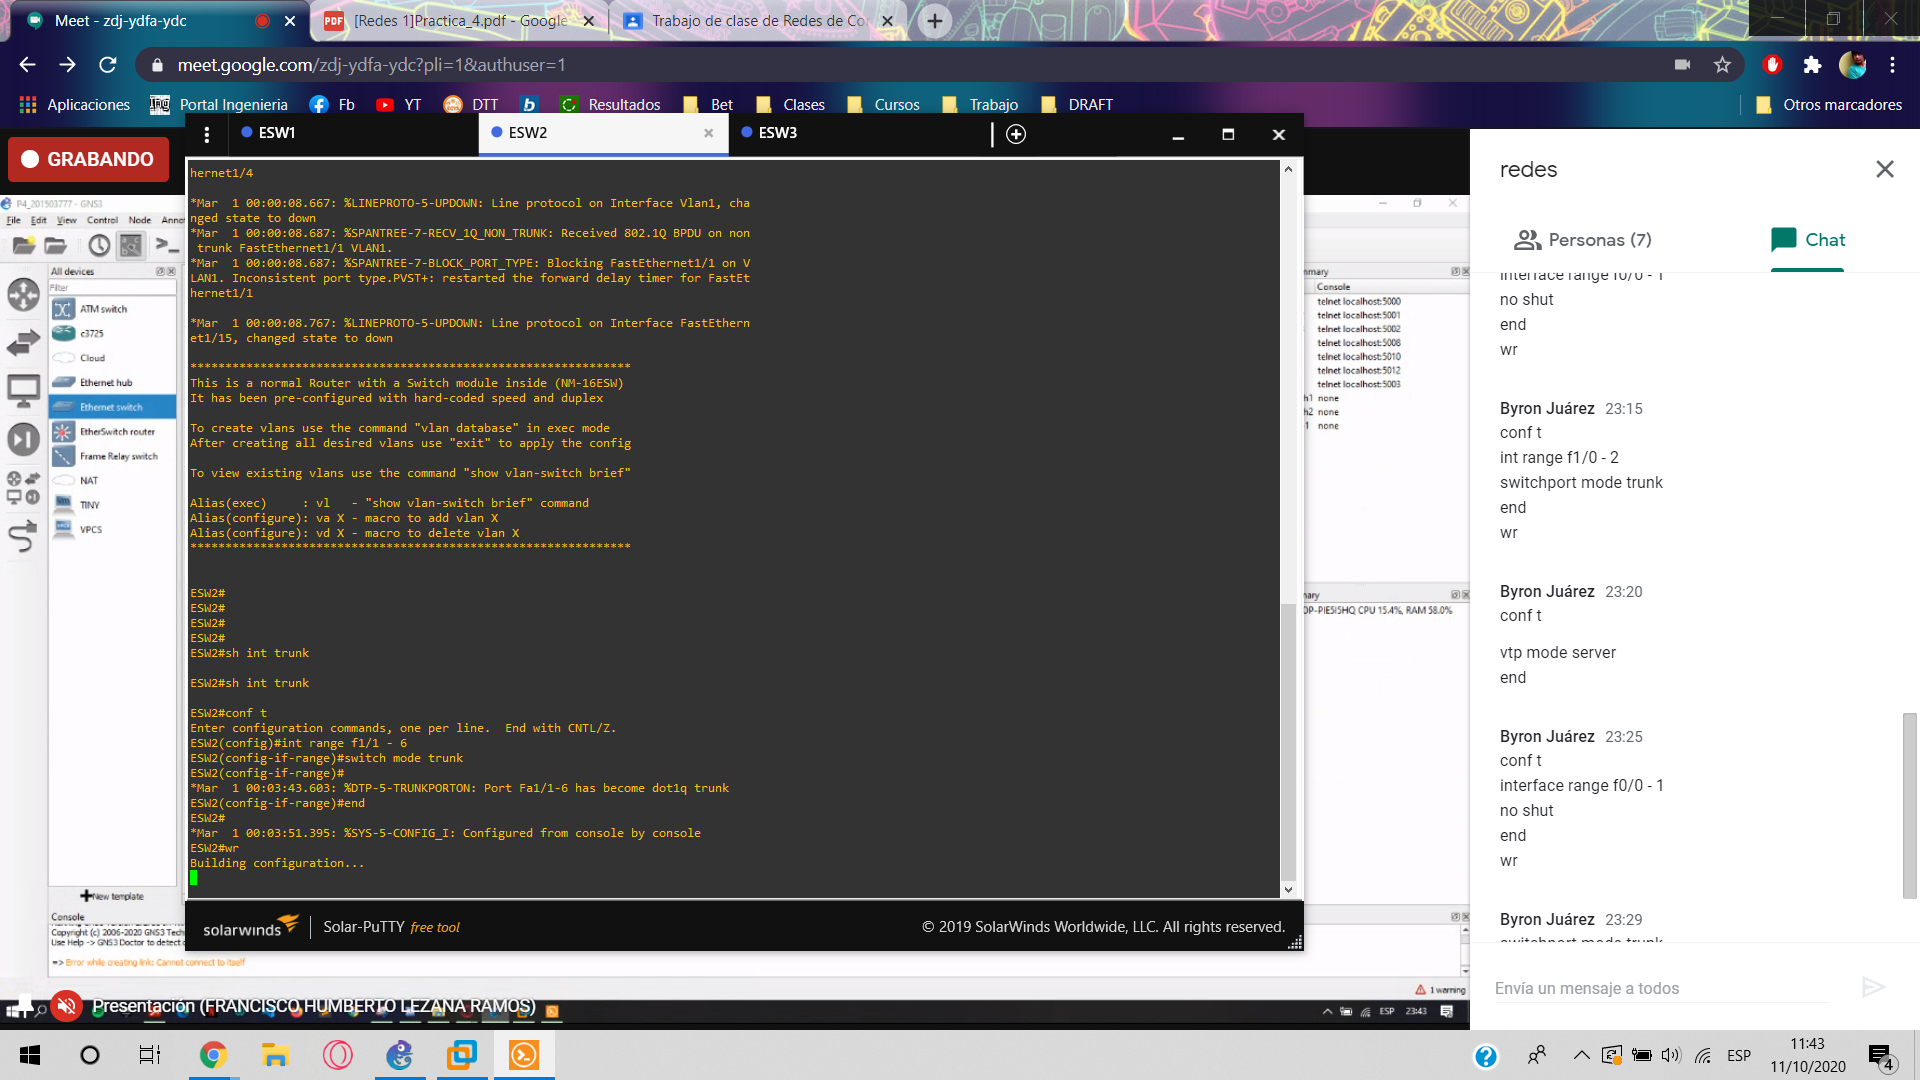 Meet - zdj-ydfa-ydc
[Redes 1]Practica_4.pdf - Google
Trabajo de clase de Redes de Co
meet.google.com/zdj-ydfa-ydc?pli=1&authuser=1
Aplicaciones
Portal Ingenieria
Fb
YT
DTT
Resultados
Bet
Clases
Cursos
Trabajo
DRAFT
Otros marcadores
GRABANDO
ESW1
ESW2
ESW3
P4_201503777 - GNS3
File Edit View Control Node Annot
All devices
Filter
ATM switch
c3725
Cloud
Ethernet hub
Ethernet switch
EtherSwitch router
Frame Relay switch
NAT
TINY
VPCS
New template
Console
Copyright (c) 2006-2020 GNS3 Tech
Use Help -> GNS3 Doctor to detect c
=> Error while creating link: Cannot connect to itself
hernet1/4
*Mar  1 00:00:08.667: %LINEPROTO-5-UPDOWN: Line protocol on Interface Vlan1, cha
nged state to down
*Mar  1 00:00:08.687: %SPANTREE-7-RECV_1Q_NON_TRUNK: Received 802.1Q BPDU on non
trunk FastEthernet1/1 VLAN1.
*Mar  1 00:00:08.687: %SPANTREE-7-BLOCK_PORT_TYPE: Blocking FastEthernet1/1 on V
LAN1. Inconsistent port type.PVST+: restarted the forward delay timer for FastEt
hernet1/1
*Mar  1 00:00:08.767: %LINEPROTO-5-UPDOWN: Line protocol on Interface FastEthern
et1/15, changed state to down
***************************************************************
This is a normal Router with a Switch module inside (NM-16ESW)
It has been pre-configured with hard-coded speed and duplex
To create vlans use the command "vlan database" in exec mode
After creating all desired vlans use "exit" to apply the config
To view existing vlans use the command "show vlan-switch brief"
Alias(exec)     : vl   - "show vlan-switch brief" command
Alias(configure): va X - macro to add vlan X
Alias(configure): vd X - macro to delete vlan X
***************************************************************
ESW2#
ESW2#
ESW2#
ESW2#
ESW2#sh int trunk
ESW2#sh int trunk
ESW2#conf t
Enter configuration commands, one per line.  End with CNTL/Z.
ESW2(config)#int range f1/1 - 6
ESW2(config-if-range)#switch mode trunk
ESW2(config-if-range)#
*Mar  1 00:03:43.603: %DTP-5-TRUNKPORTON: Port Fa1/1-6 has become dot1q trunk
ESW2(config-if-range)#end
ESW2#
*Mar  1 00:03:51.395: %SYS-5-CONFIG_I: Configured from console by console
ESW2#wr
Building configuration...
solarwinds
Solar-PuTTY free tool
© 2019 SolarWinds Worldwide, LLC. All rights reserved.
mmary
Console
telnet localhost:5000
telnet localhost:5001
telnet localhost:5002
telnet localhost:5008
telnet localhost:5010
telnet localhost:5012
telnet localhost:5003
h1 none
h2 none
1 none
mary
OP-PIE5I5HQ CPU 15.4%, RAM 58.0%
1 warning
Presentación (FRANCISCO HUMBERTO LEZANA RAMOS)
ESP 23:43
redes
Personas (7)
Chat
interface range f0/0 - 1
no shut
end
wr
Byron Juárez 23:15
conf t
int range f1/0 - 2
switchport mode trunk
end
wr
Byron Juárez 23:20
conf t
vtp mode server
end
Byron Juárez 23:25
conf t
interface range f0/0 - 1
no shut
end
wr
Byron Juárez 23:29
switchport mode trunk
Envía un mensaje a todos
ESP
11:43
11/10/2020
4